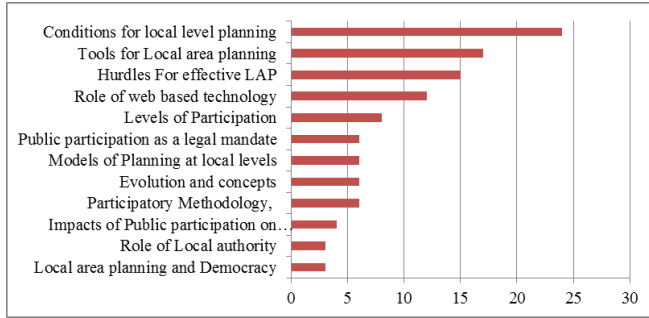 Conditions for local level planning
Tools for Local area planning
Hurdles For effective LAP
Role of web based technology
Levels of Participation
Public participation as a legal mandate
Models of Planning at local levels
Evolution and concepts
Participatory Methodology,
Impacts of Public participation on…
Role of Local authority
Local area planning and Democracy
0 5 10 15 20 25 30